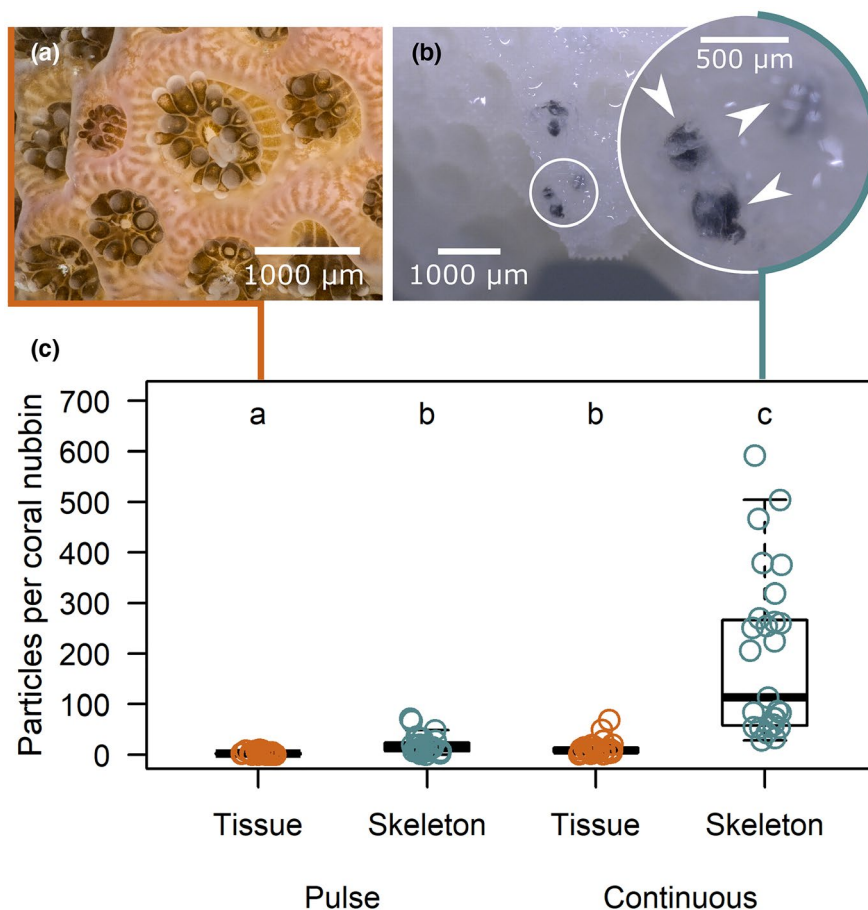 (a)
1000 µm
(b)
500 µm
1000 µm
(c)
Particles per coral nubbin
700
600
500
400
300
200
100
0
a b b c
Tissue Skeleton Tissue Skeleton
Pulse Continuous